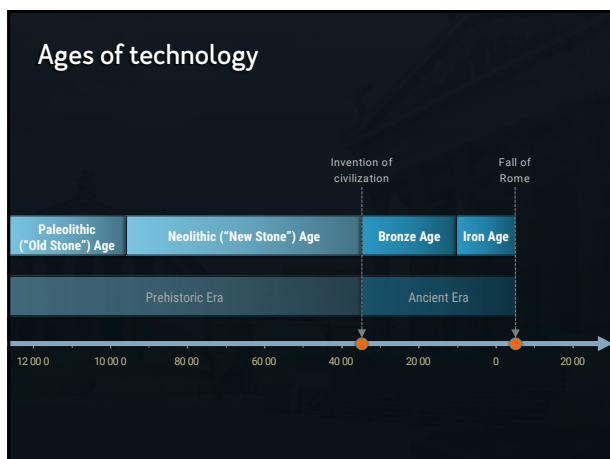 Ages of technology
Invention of
civilization
Fall of
Rome
Paleolithic
("Old Stone") Age
Neolithic ("New Stone") Age
Bronze Age
Iron Age
Prehistoric Era
Ancient Era
12 00 0
10 00 0
80 00
60 00
40 00
20 00
0
20 00